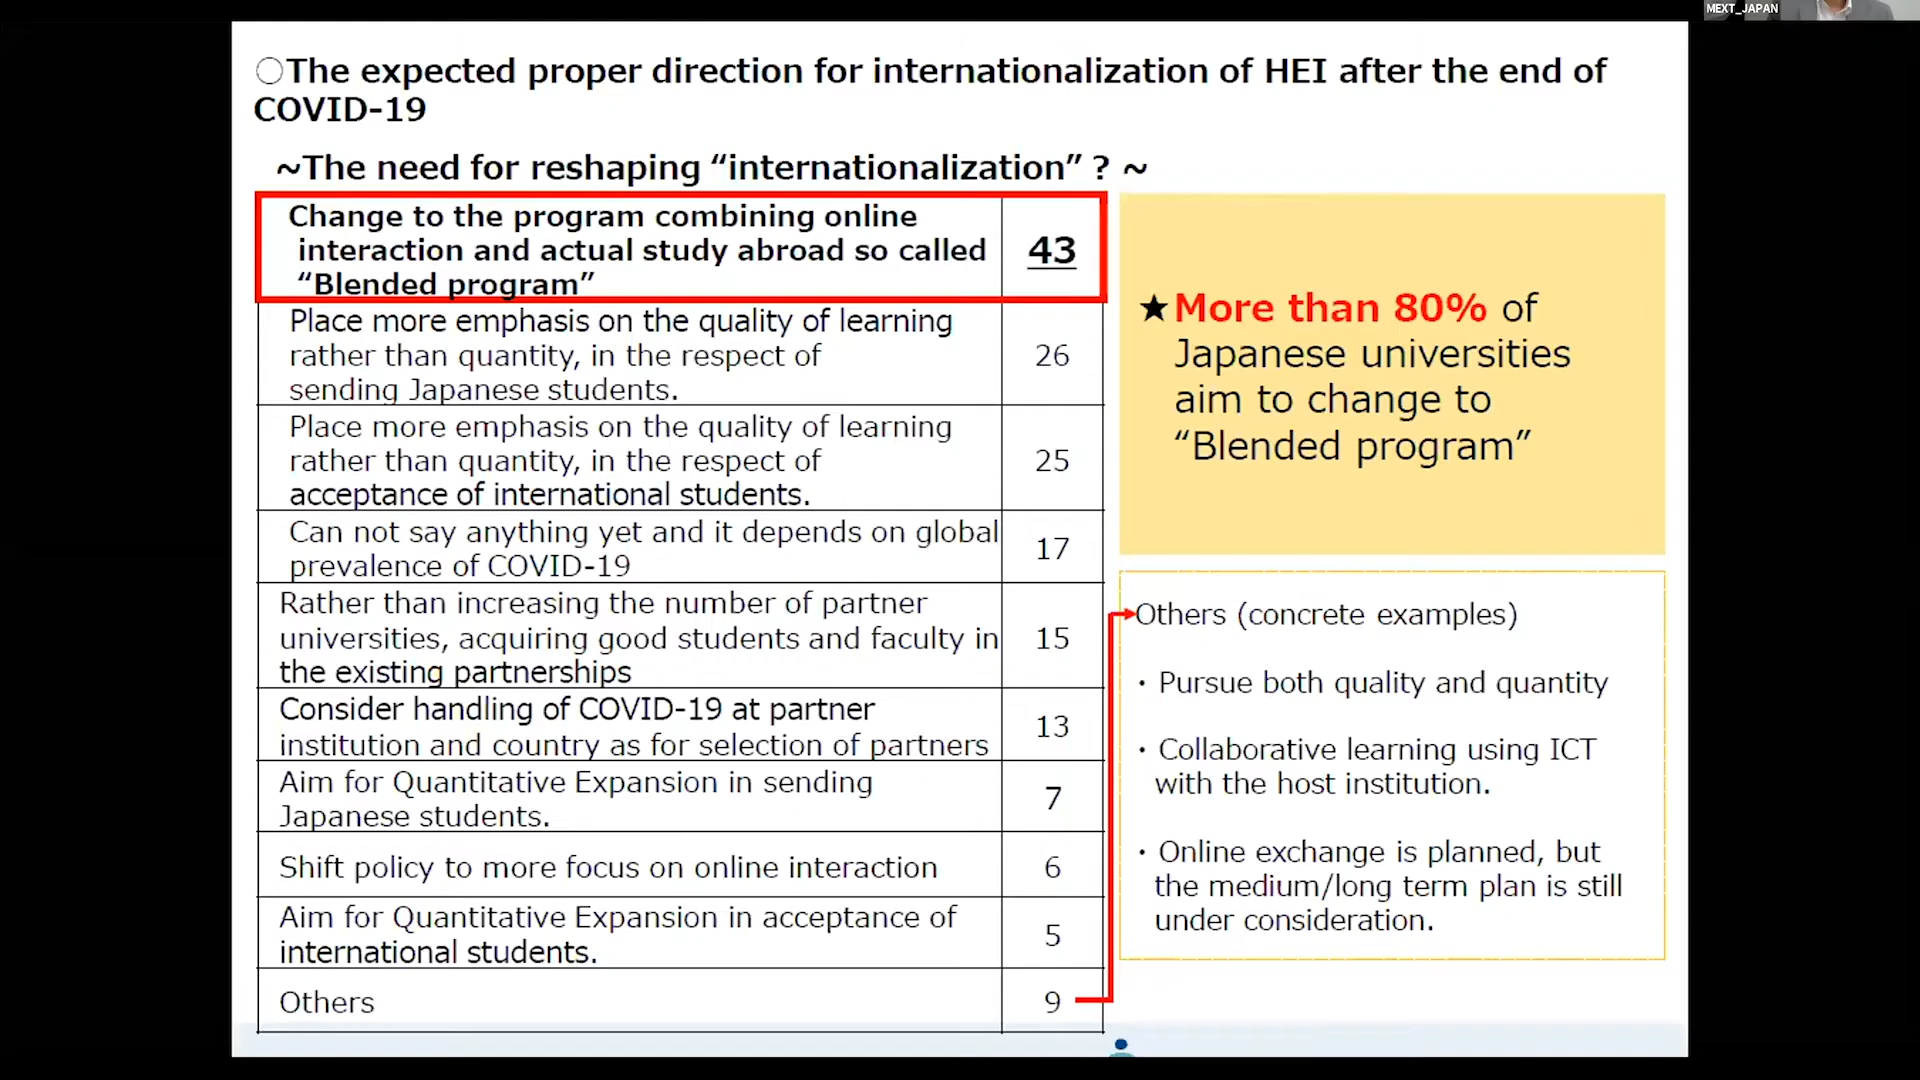 MEXT_JAPAN
○The expected proper direction for internationalization of HEI after the end of
COVID-19
~The need for reshaping “internationalization” ? ~
Change to the program combining online
interaction and actual study abroad so called
“Blended program”
43
Place more emphasis on the quality of learning
rather than quantity, in the respect of
sending Japanese students.
26
Place more emphasis on the quality of learning
rather than quantity, in the respect of
acceptance of international students.
25
Can not say anything yet and it depends on global
prevalence of COVID-19
17
Rather than increasing the number of partner
universities, acquiring good students and faculty in
the existing partnerships
15
Consider handling of COVID-19 at partner
institution and country as for selection of partners
13
Aim for Quantitative Expansion in sending
Japanese students.
7
Shift policy to more focus on online interaction
6
Aim for Quantitative Expansion in acceptance of
international students.
5
Others
9
★More than 80% of
Japanese universities
aim to change to
“Blended program”
Others (concrete examples)
・Pursue both quality and quantity
・Collaborative learning using ICT
with the host institution.
・Online exchange is planned, but
the medium/long term plan is still
under consideration.